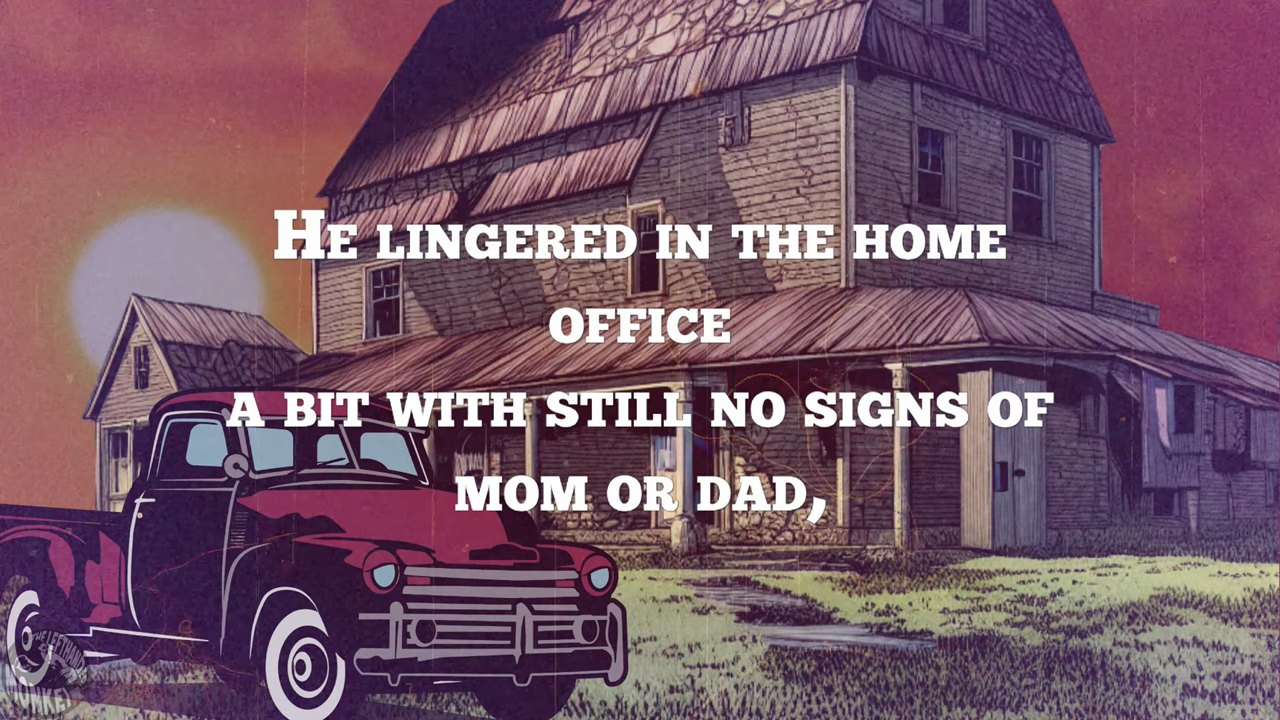 He lingered in the home
office
a bit with still no signs of
mom or dad,